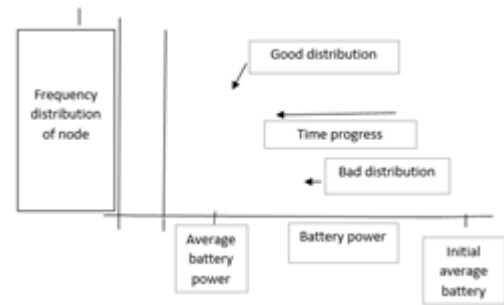 Good distribution
Frequency
distribution
of node
Time progress
Bad distribution
Average
battery
power
Battery power
Initial
average
battery